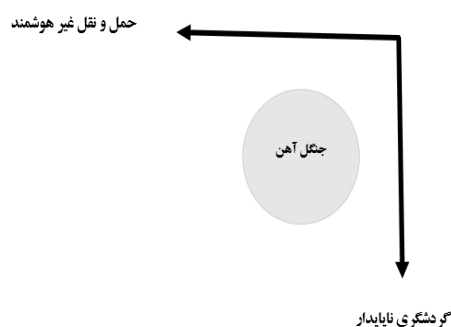 حمل و نقل غیر هوشمند
جنگل آهن
گردشگری ناپایدار